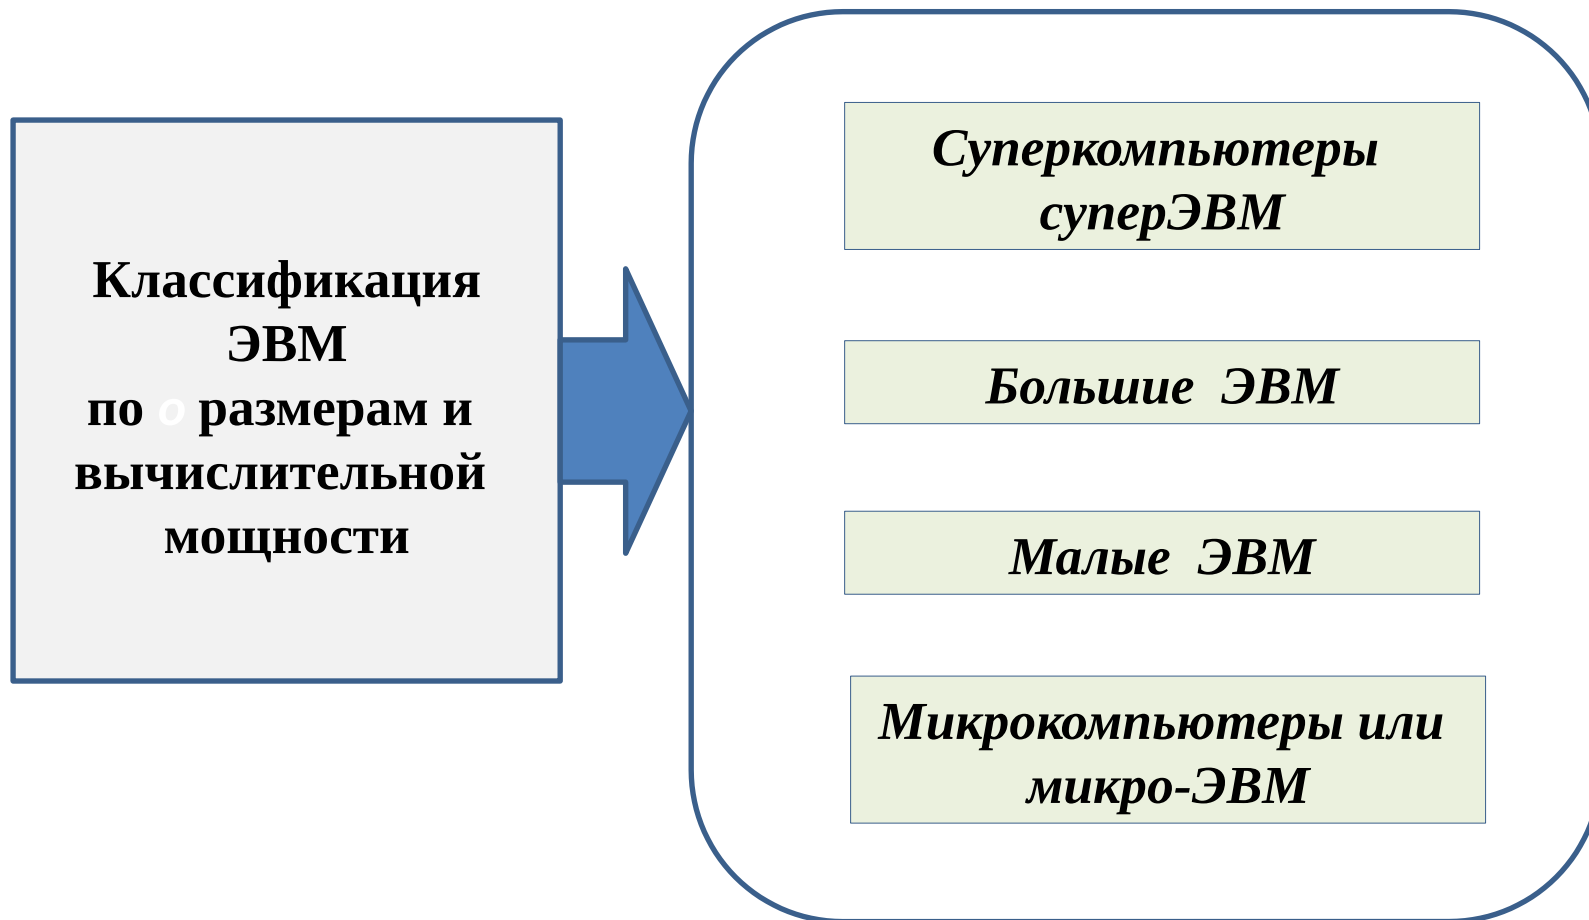 Классификация
ЭВМ
по о размерам и
вычислительной
мощности
Суперкомпьютеры
суперЭВМ
Большие ЭВМ
Малые ЭВМ
Микрокомпьютеры или
микро-ЭВМ